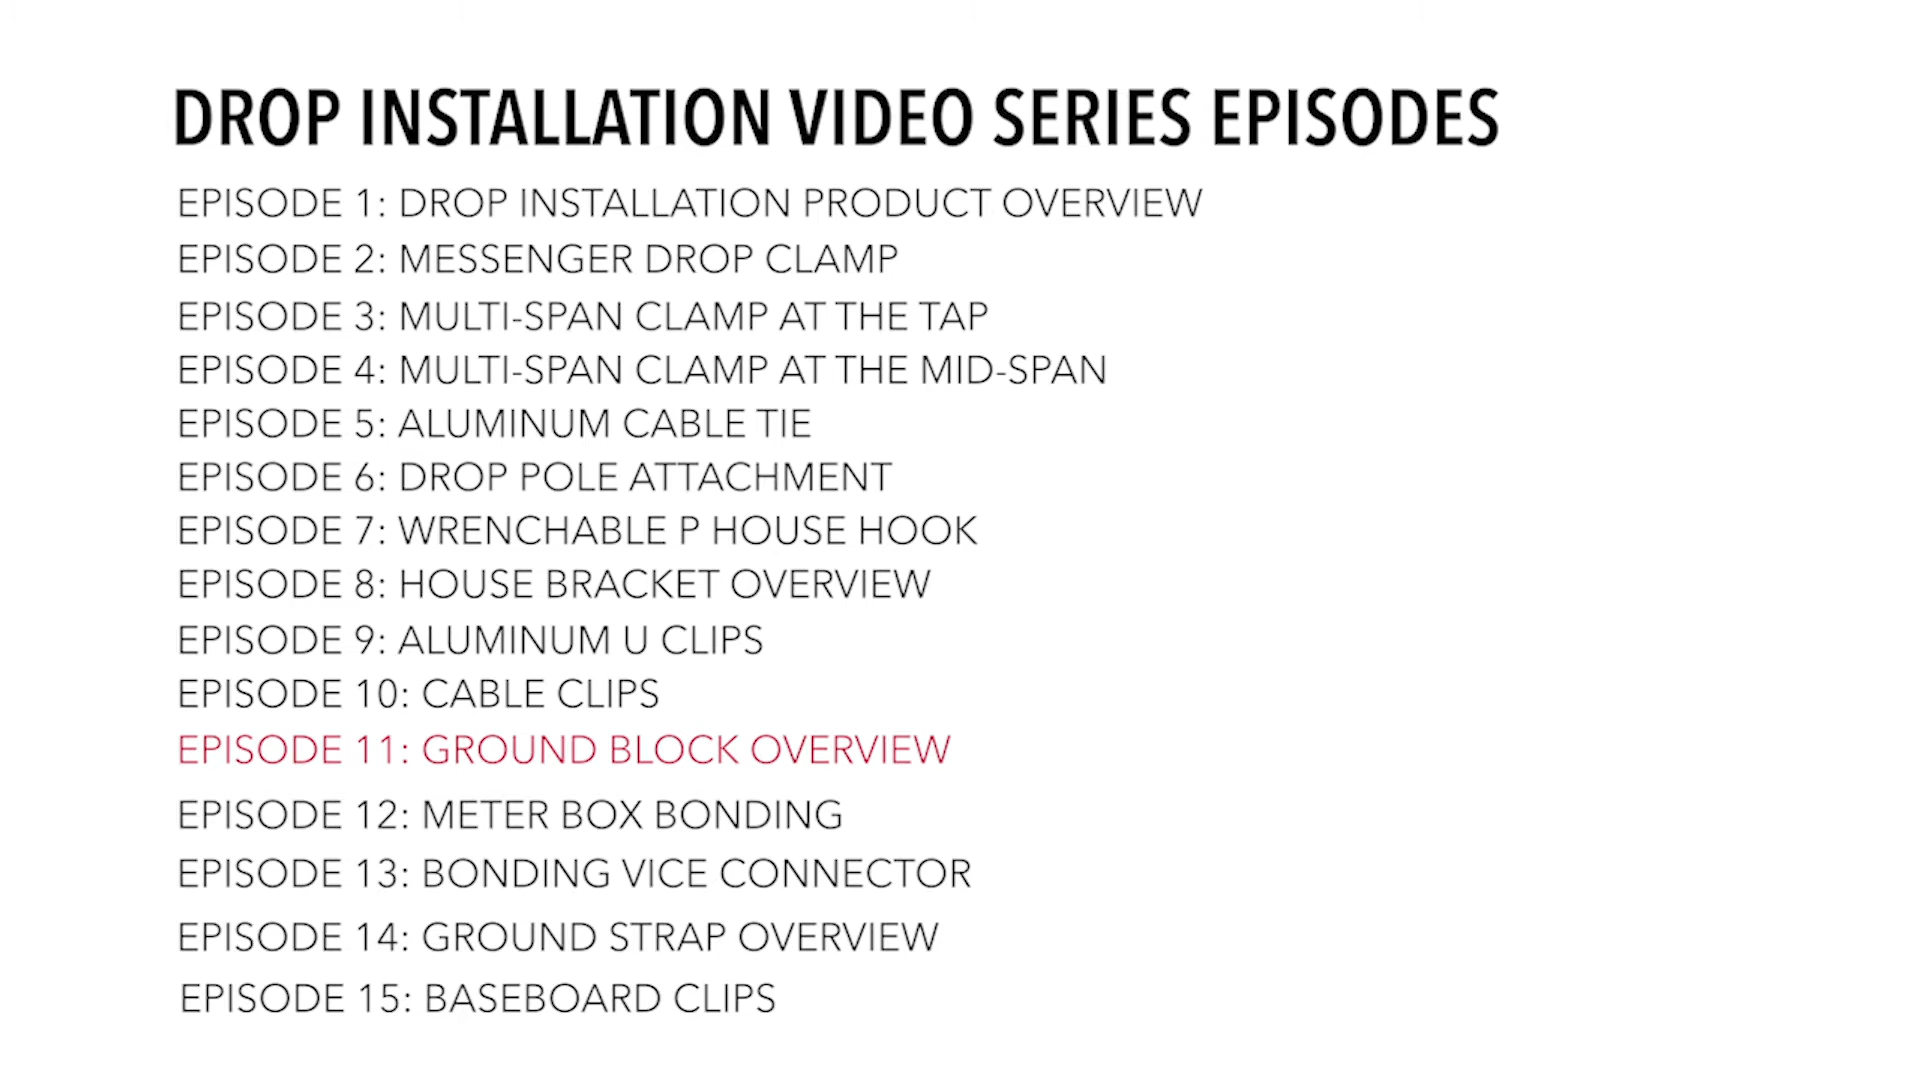 DROP INSTALLATION VIDEO SERIES EPISODES
EPISODE 1: DROP INSTALLATION PRODUCT OVERVIEW
EPISODE 2: MESSENGER DROP CLAMP
EPISODE 3: MULTI-SPAN CLAMP AT THE TAP
EPISODE 4: MULTI-SPAN CLAMP AT THE MID-SPAN
EPISODE 5: ALUMINUM CABLE TIE
EPISODE 6: DROP POLE ATTACHMENT
EPISODE 7: WRENCHABLE P HOUSE HOOK
EPISODE 8: HOUSE BRACKET OVERVIEW
EPISODE 9: ALUMINUM U CLIPS
EPISODE 10: CABLE CLIPS
EPISODE 11: GROUND BLOCK OVERVIEW
EPISODE 12: METER BOX BONDING
EPISODE 13: BONDING VICE CONNECTOR
EPISODE 14: GROUND STRAP OVERVIEW
EPISODE 15: BASEBOARD CLIPS